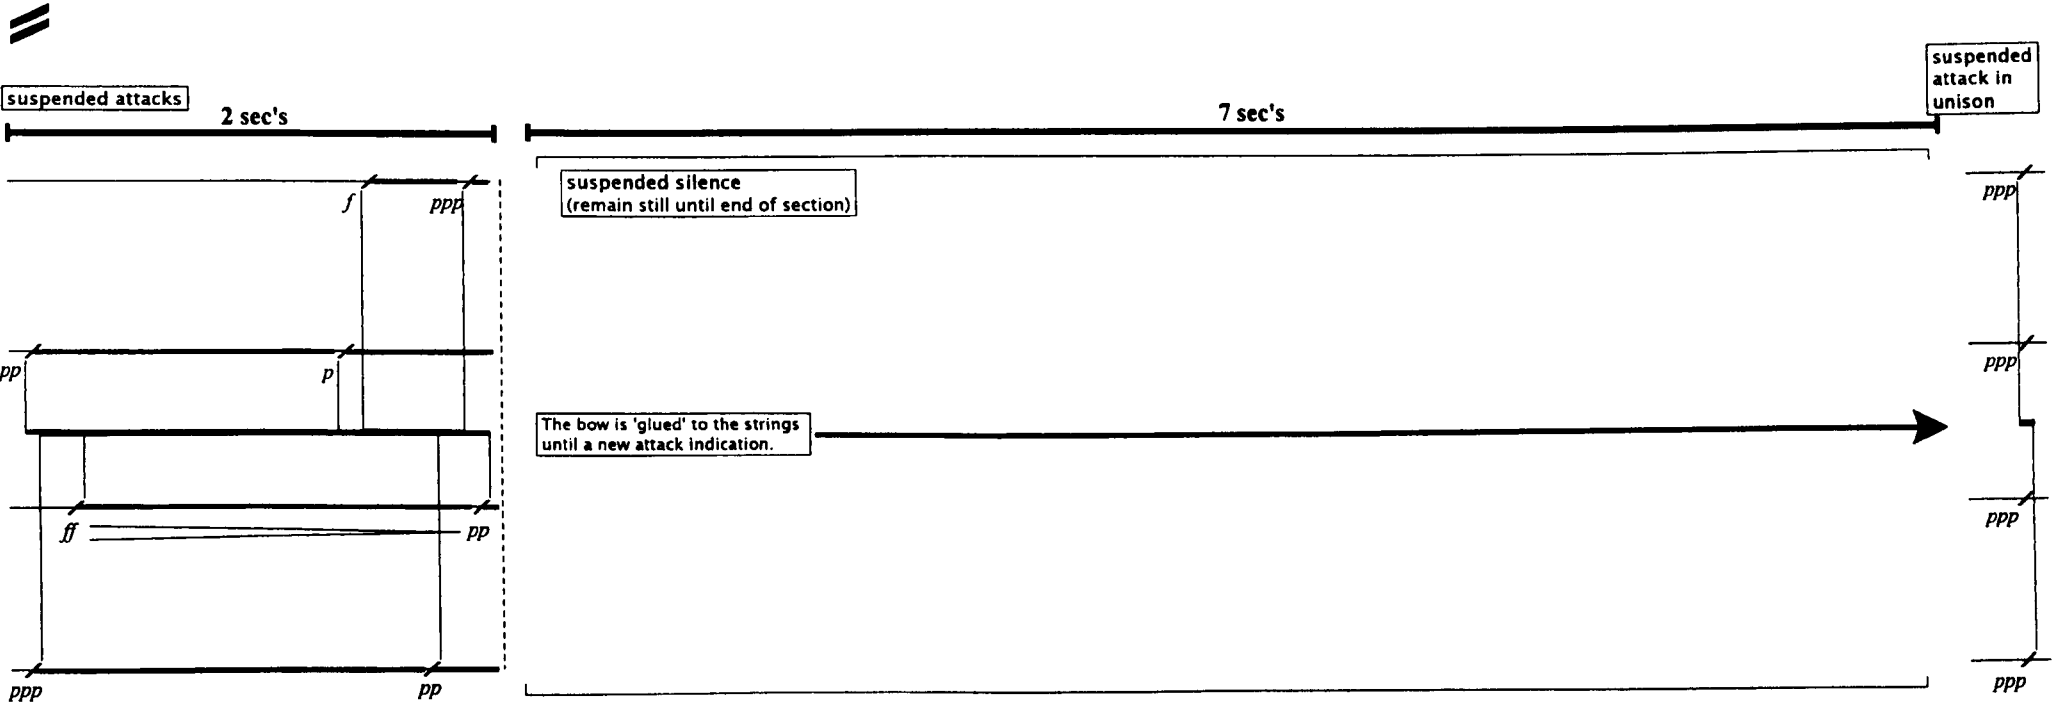 suspended
attack in
unison
suspended attacks
2 sec's
7 sec's
suspended silence
(remain still until end of section)
f
ppp
ppp
pp
p
ppp
The bow is 'glued' to the strings
until a new attack indication.
ff
pp
ppp
ppp
pp
ppp